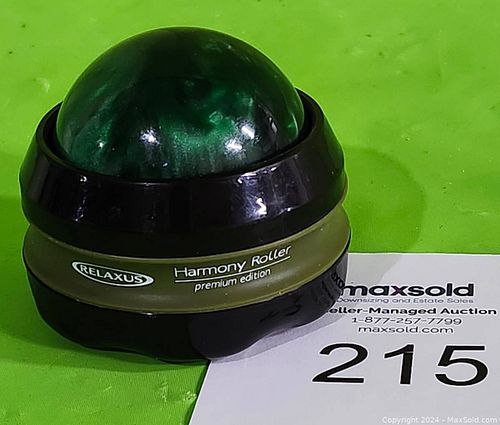 RELAXUS
Harmony Roller
premium edition
maxsold
Downsizing and Estate Sales
eller-Managed Auction
1-877-257-7799
maxsold.com
215
Copyright 2024 - MaxSold.com